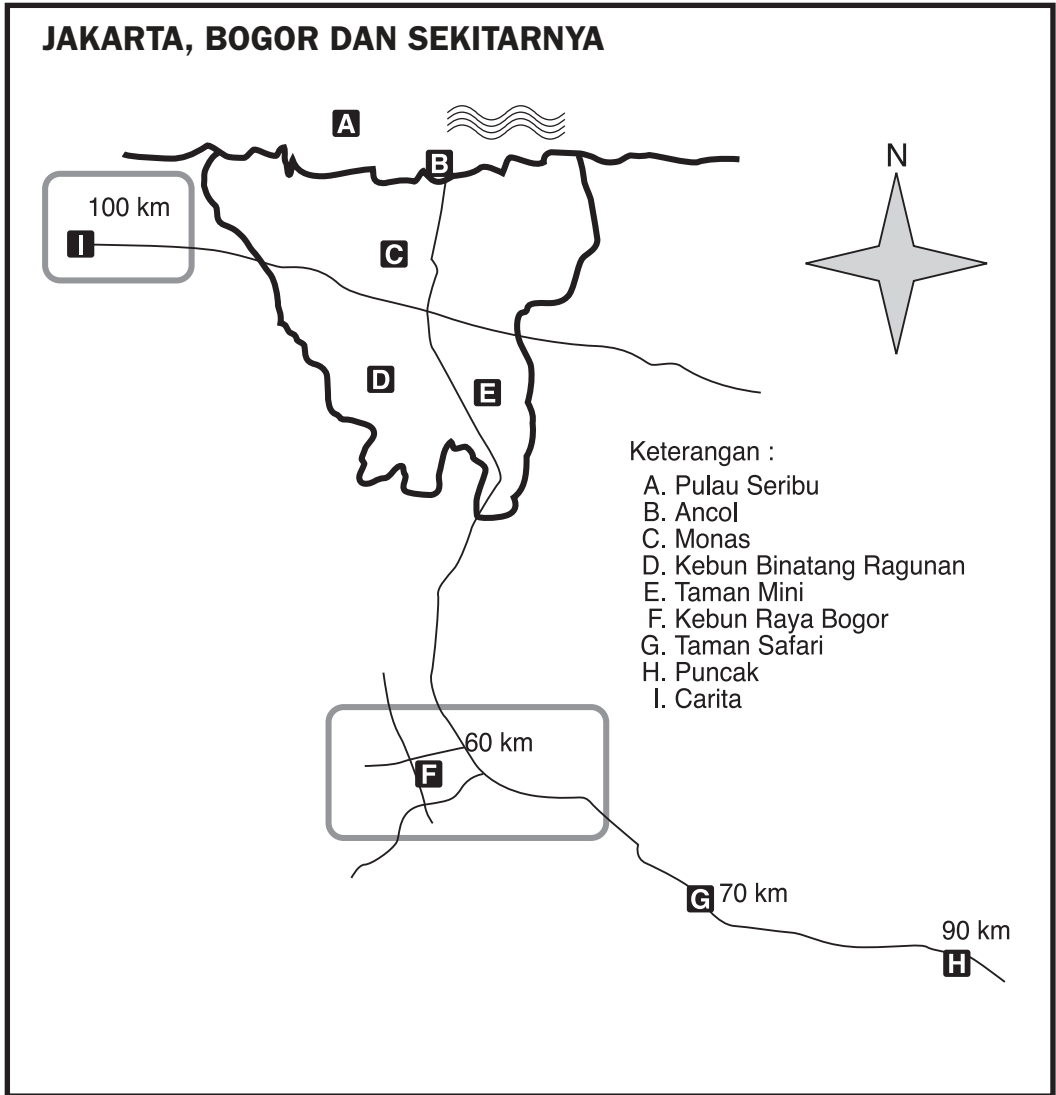 JAKARTA, BOGOR DAN SEKITARNYA
A
B
N
100 km
I
C
D
E
Keterangan :
A. Pulau Seribu
B. Ancol
C. Monas
D. Kebun Binatang Ragunan
E. Taman Mini
F. Kebun Raya Bogor
G. Taman Safari
H. Puncak
I. Carita
60 km
F
G 70 km
90 km
H